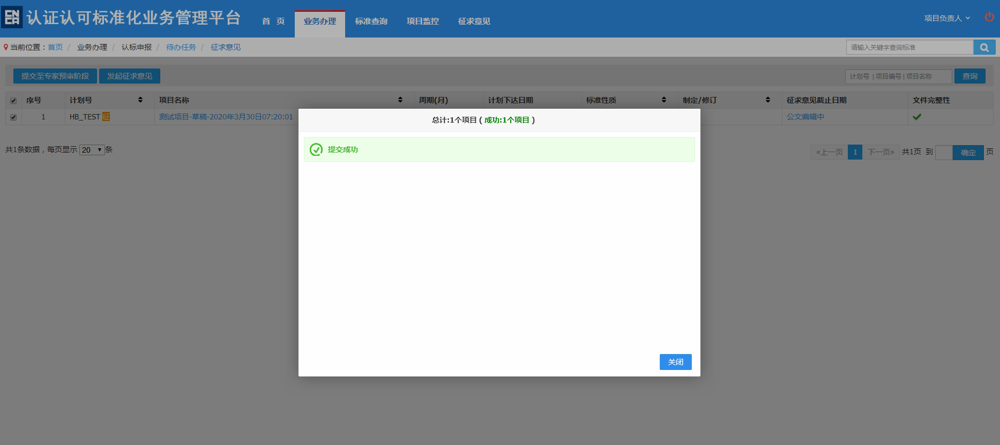 CNCA 认证认可标准化业务管理平台
首 页 业务办理 标准查询 项目监控 征求意见
项目负责人
当前位置：首页 / 业务办理 / 认标申报 / 待办任务 / 征求意见
请输入关键字查询标准
提交至专家预审阶段 发起征求意见
计划号 | 项目编号 | 项目名称 查询
序号 计划号 项目名称 周期(月) 计划下达日期 标准性质 制定/修订 征求意见截止日期 文件完整性
1 HB_TEST 征 测试项目-草稿-2020年3月30日07:20:01 公文编辑中
总计:1个项目 ( 成功:1个项目 )
提交成功
共1条数据，每页显示 20 条
«上一页 1 下一页» 共1页 到 确定 页
关闭